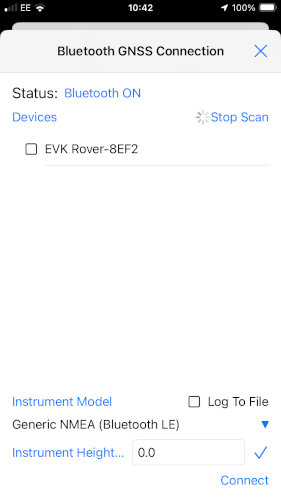 EE 10:42 100%
Bluetooth GNSS Connection
Status: Bluetooth ON
Devices Stop Scan
EVK Rover-8EF2
Instrument Model Log To File
Generic NMEA (Bluetooth LE)
Instrument Height... 0.0
Connect